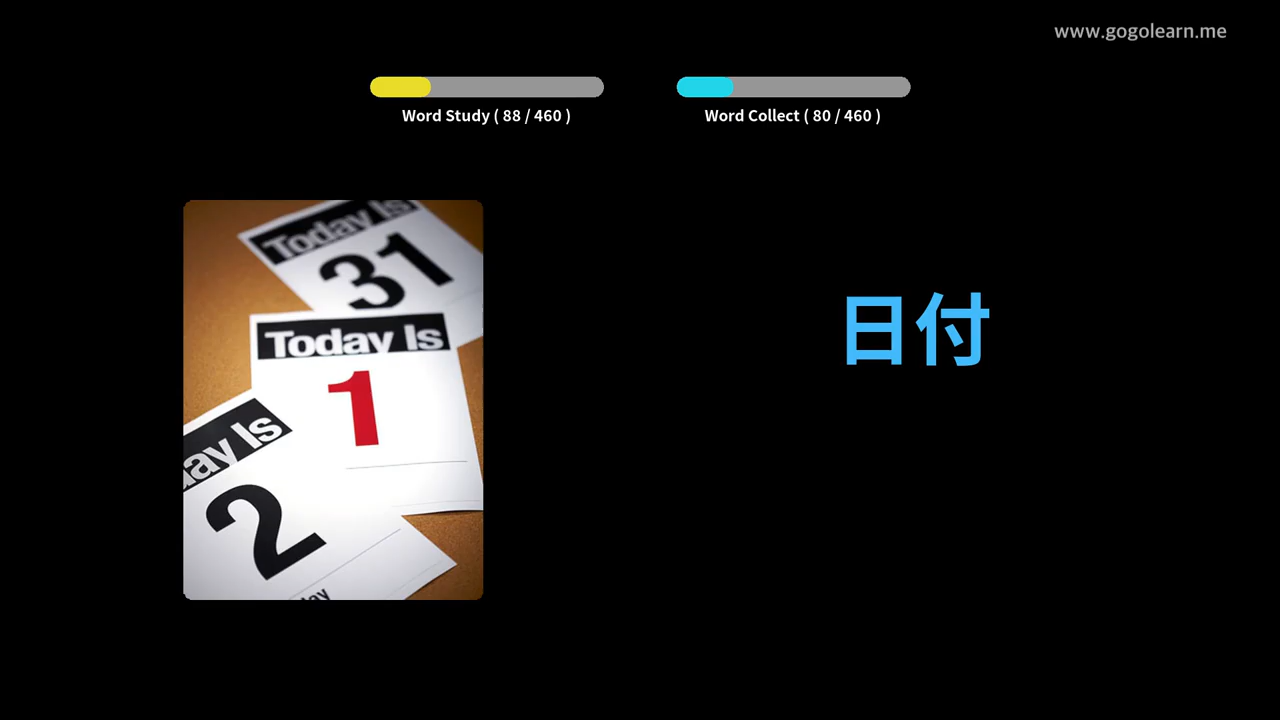 www.gogolearn.me
Word Study ( 88 / 460 )
Word Collect ( 80 / 460 )
Today Is
31
Today Is
1
ay Is
2
ay
日付